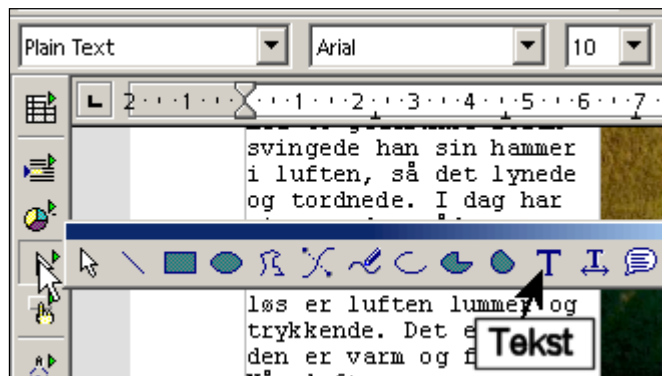 Plain Text Arial 10
2 1 1 2 3 4 5 6 7
svingede han sin hammer
i luften, så det lynede
og tordnede. I dag har
T T
løs er luften lummer og
trykkende. Det e
den er varm og f
Tekst